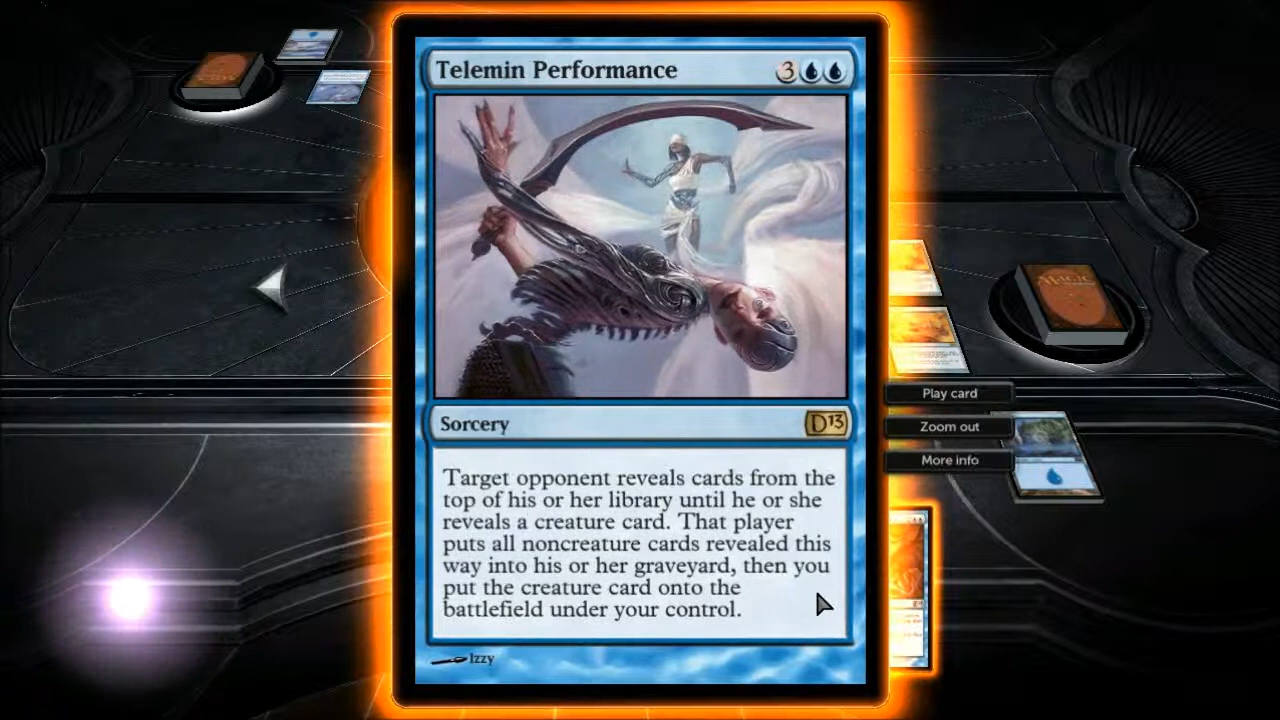 Telemin Performance 3
Sorcery D13
Target opponent reveals cards from the
top of his or her library until he or she
reveals a creature card. That player
puts all noncreature cards revealed this
way into his or her graveyard, then you
put the creature card onto the
battlefield under your control.
Izzy
Play card
Zoom out
More info